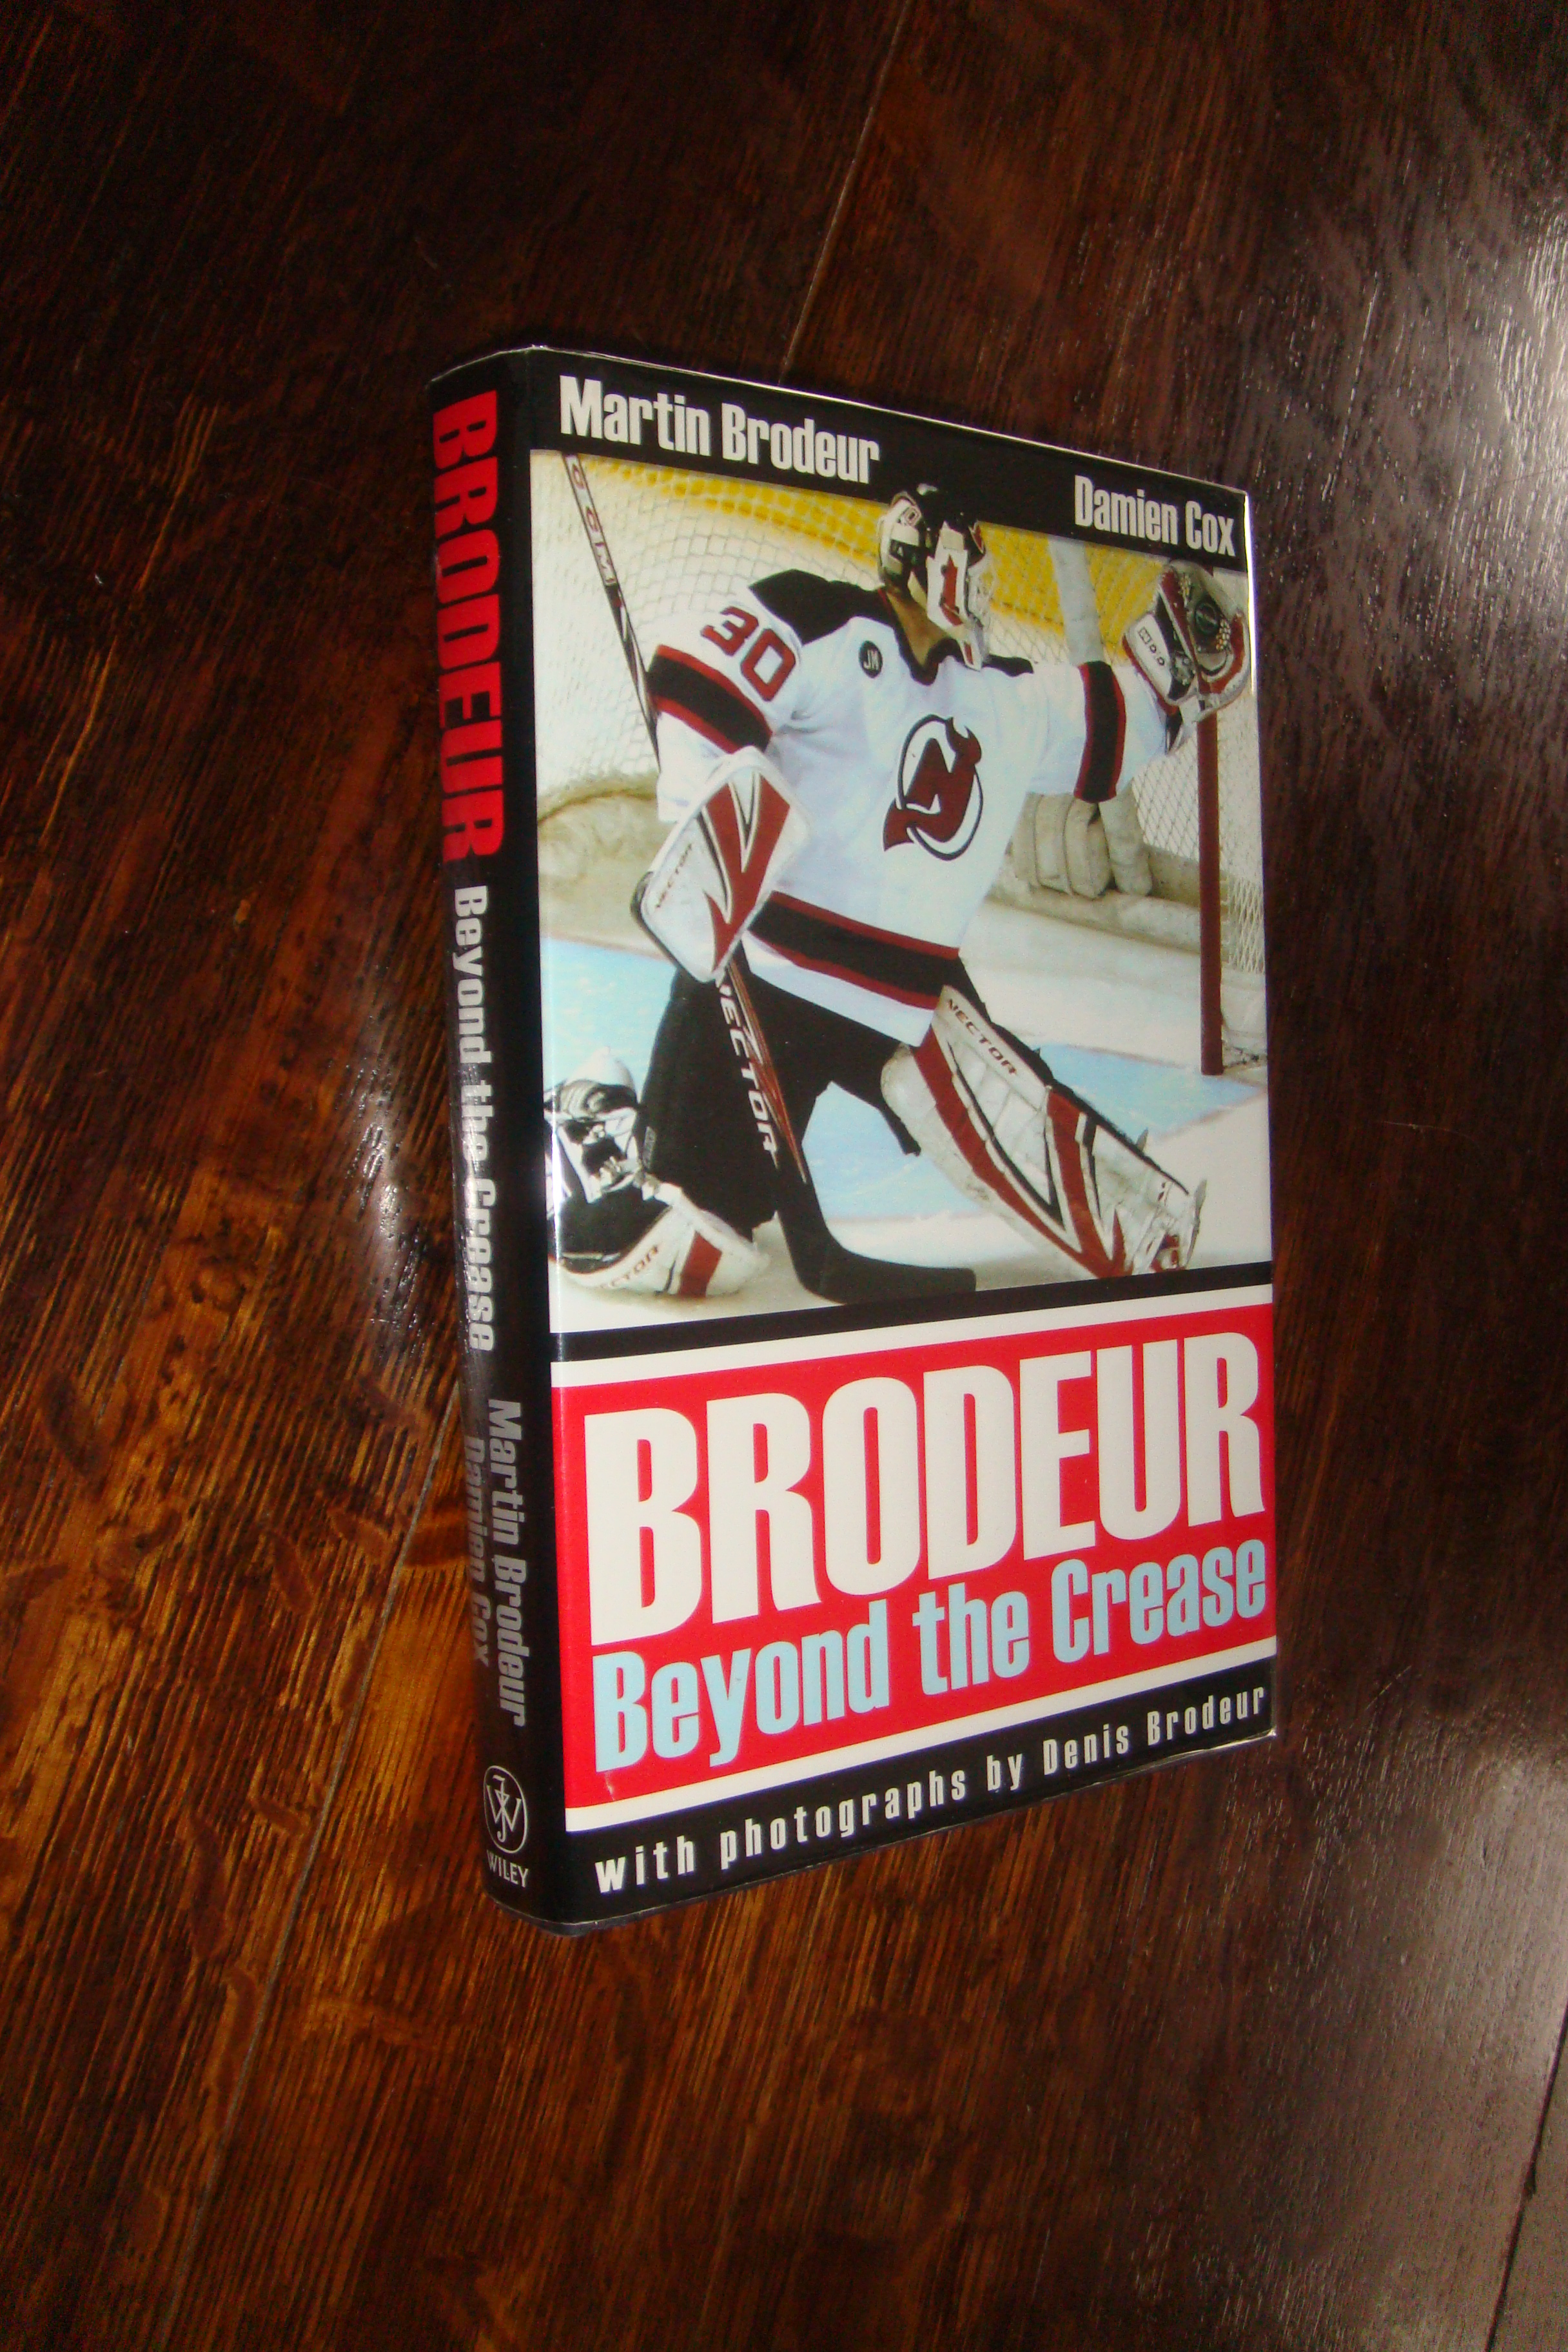 Martin Brodeur
Damien Cox
30
JM
VECTOR
VECTOR
VECTOR
BRODEUR
Beyond the Crease
with photographs by Denis Brodeur
BRODEUR Beyond the Crease Martin Brodeur
Damien Cox
WILEY